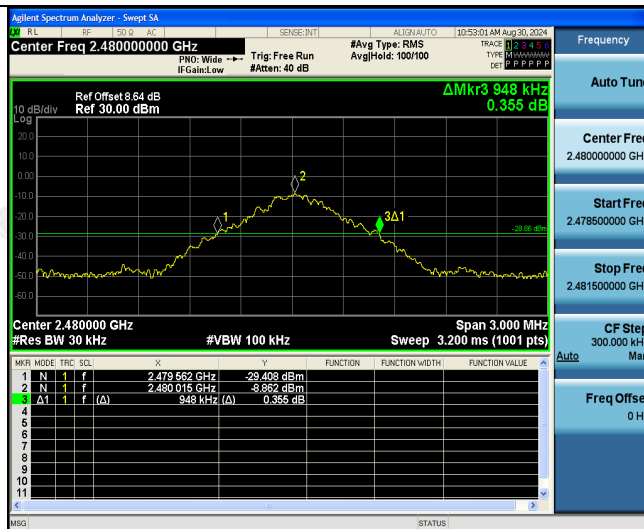 Agilent Spectrum Analyzer - Swept SA
LXI RL RF 50 Ω AC SENSE:INT ALIGN AUTO 10:53:01 AM Aug 30, 2024
Center Freq 2.480000000 GHz
PNO: Wide
IFGain:Low
Trig: Free Run
#Atten: 40 dB
#Avg Type: RMS
Avg|Hold: 100/100
TRACE 1 2 3 4 5 6
TYPE M W W W W W
DET P P P P P P
ΔMkr3 948 kHz
0.355 dB
Ref Offset 8.64 dB
10 dB/div Ref 30.00 dBm
Log
20.0
10.0
0.00
-10.0
-20.0
-30.0
-40.0
-50.0
-60.0
1
2
3Δ1
-28.86 dBm
Center 2.480000 GHz Span 3.000 MHz
#Res BW 30 kHz #VBW 100 kHz Sweep 3.200 ms (1001 pts)
MKR MODE TRC SCL X Y FUNCTION FUNCTION WIDTH FUNCTION VALUE
1 N 1 f 2.479 562 GHz -29.408 dBm
2 N 1 f 2.480 015 GHz -8.862 dBm
3 Δ1 1 f (Δ) 948 kHz (Δ) 0.355 dB
4
5
6
7
8
9
10
11
MSG STATUS
Frequency
Auto Tun
Center Fre
2.480000000 GH
Start Fre
2.478500000 GH
Stop Fre
2.481500000 GH
CF Ste
300.000 kH
Auto Ma
Freq Offse
0 H